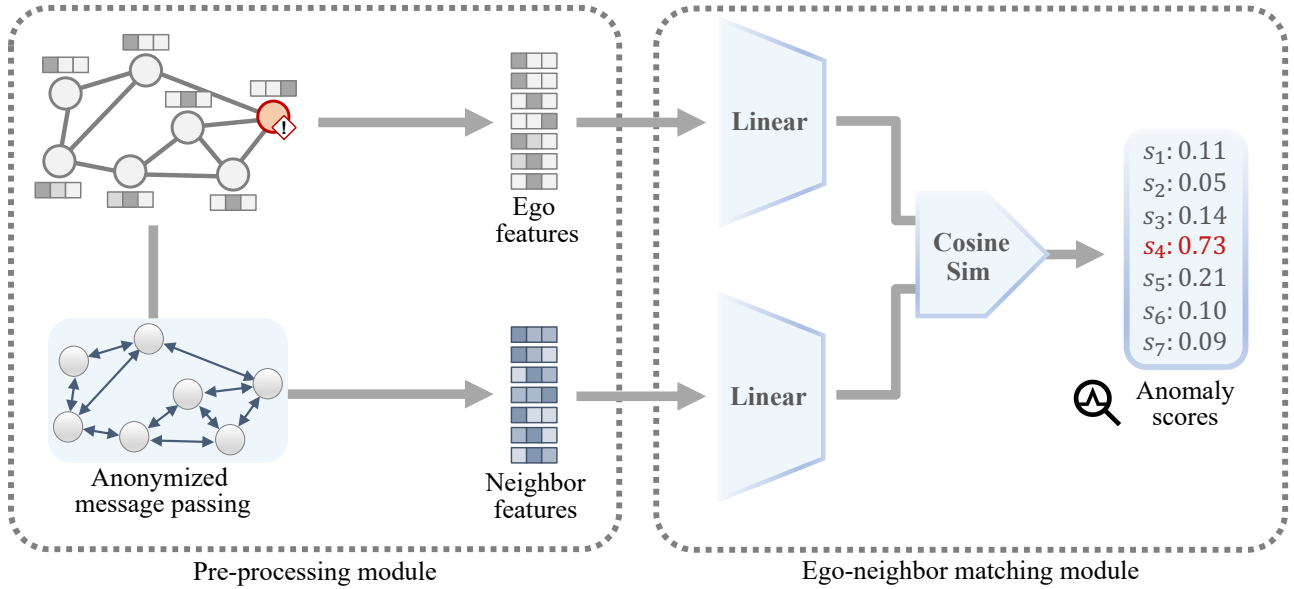 !
Ego
features
Anonymized
message passing
Neighbor
features
Pre-processing module
Linear
Linear
Cosine
Sim
s₁: 0.11
s₂: 0.05
s₃: 0.14
s₄: 0.73
s₅: 0.21
s₆: 0.10
s₇: 0.09
Anomaly
scores
Ego-neighbor matching module